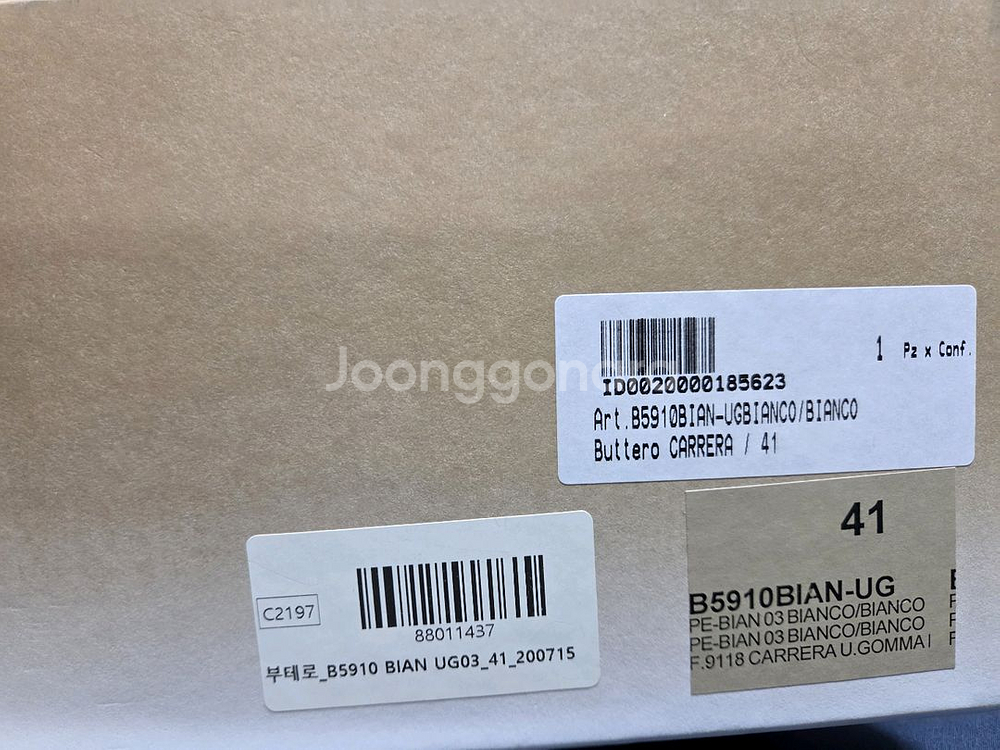 Joonggonara
1 Pz x Conf.
ID0020000185623
Art.B5910BIAN-UGBIANCO/BIANCO
Buttero CARRERA / 41
41
B5910BIAN-UG
PE-BIAN 03 BIANCO/BIANCO
PE-BIAN 03 BIANCO/BIANCO
F.9118 CARRERA U.GOMMA
C2197
88011437
부테로_B5910 BIAN UG03_41_200715